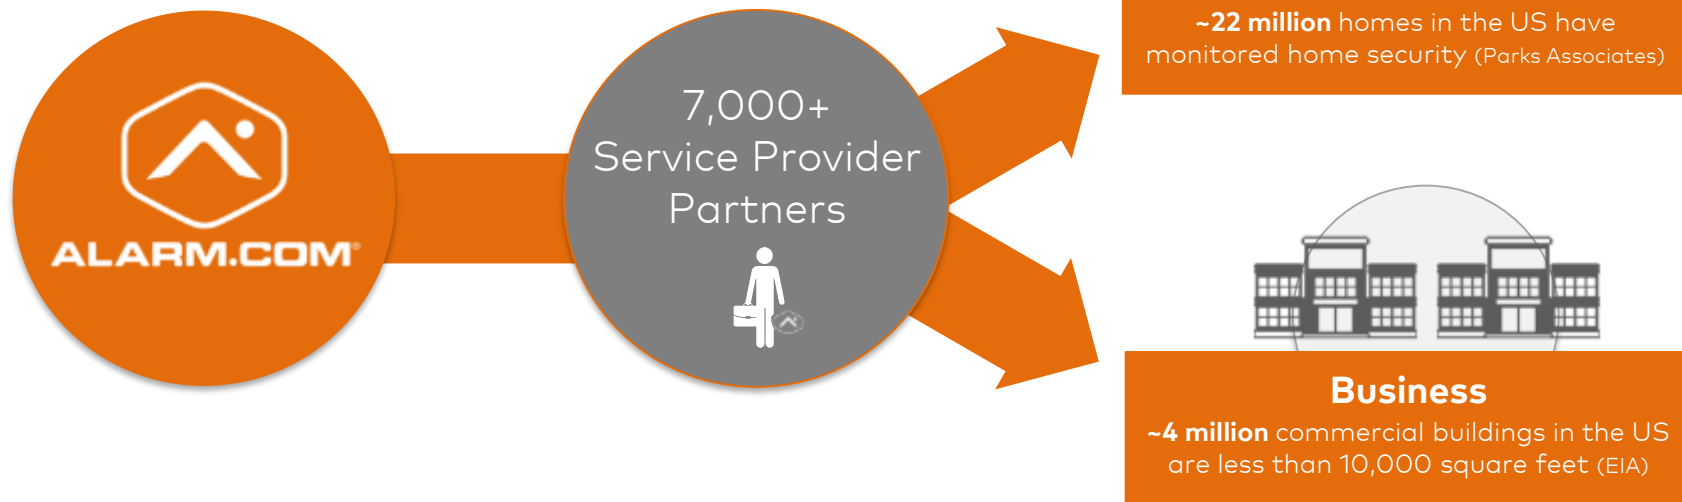 ALARM.COM®
7,000+
Service Provider
Partners
~22 million homes in the US have
monitored home security (Parks Associates)
Business
~4 million commercial buildings in the US
are less than 10,000 square feet (EIA)